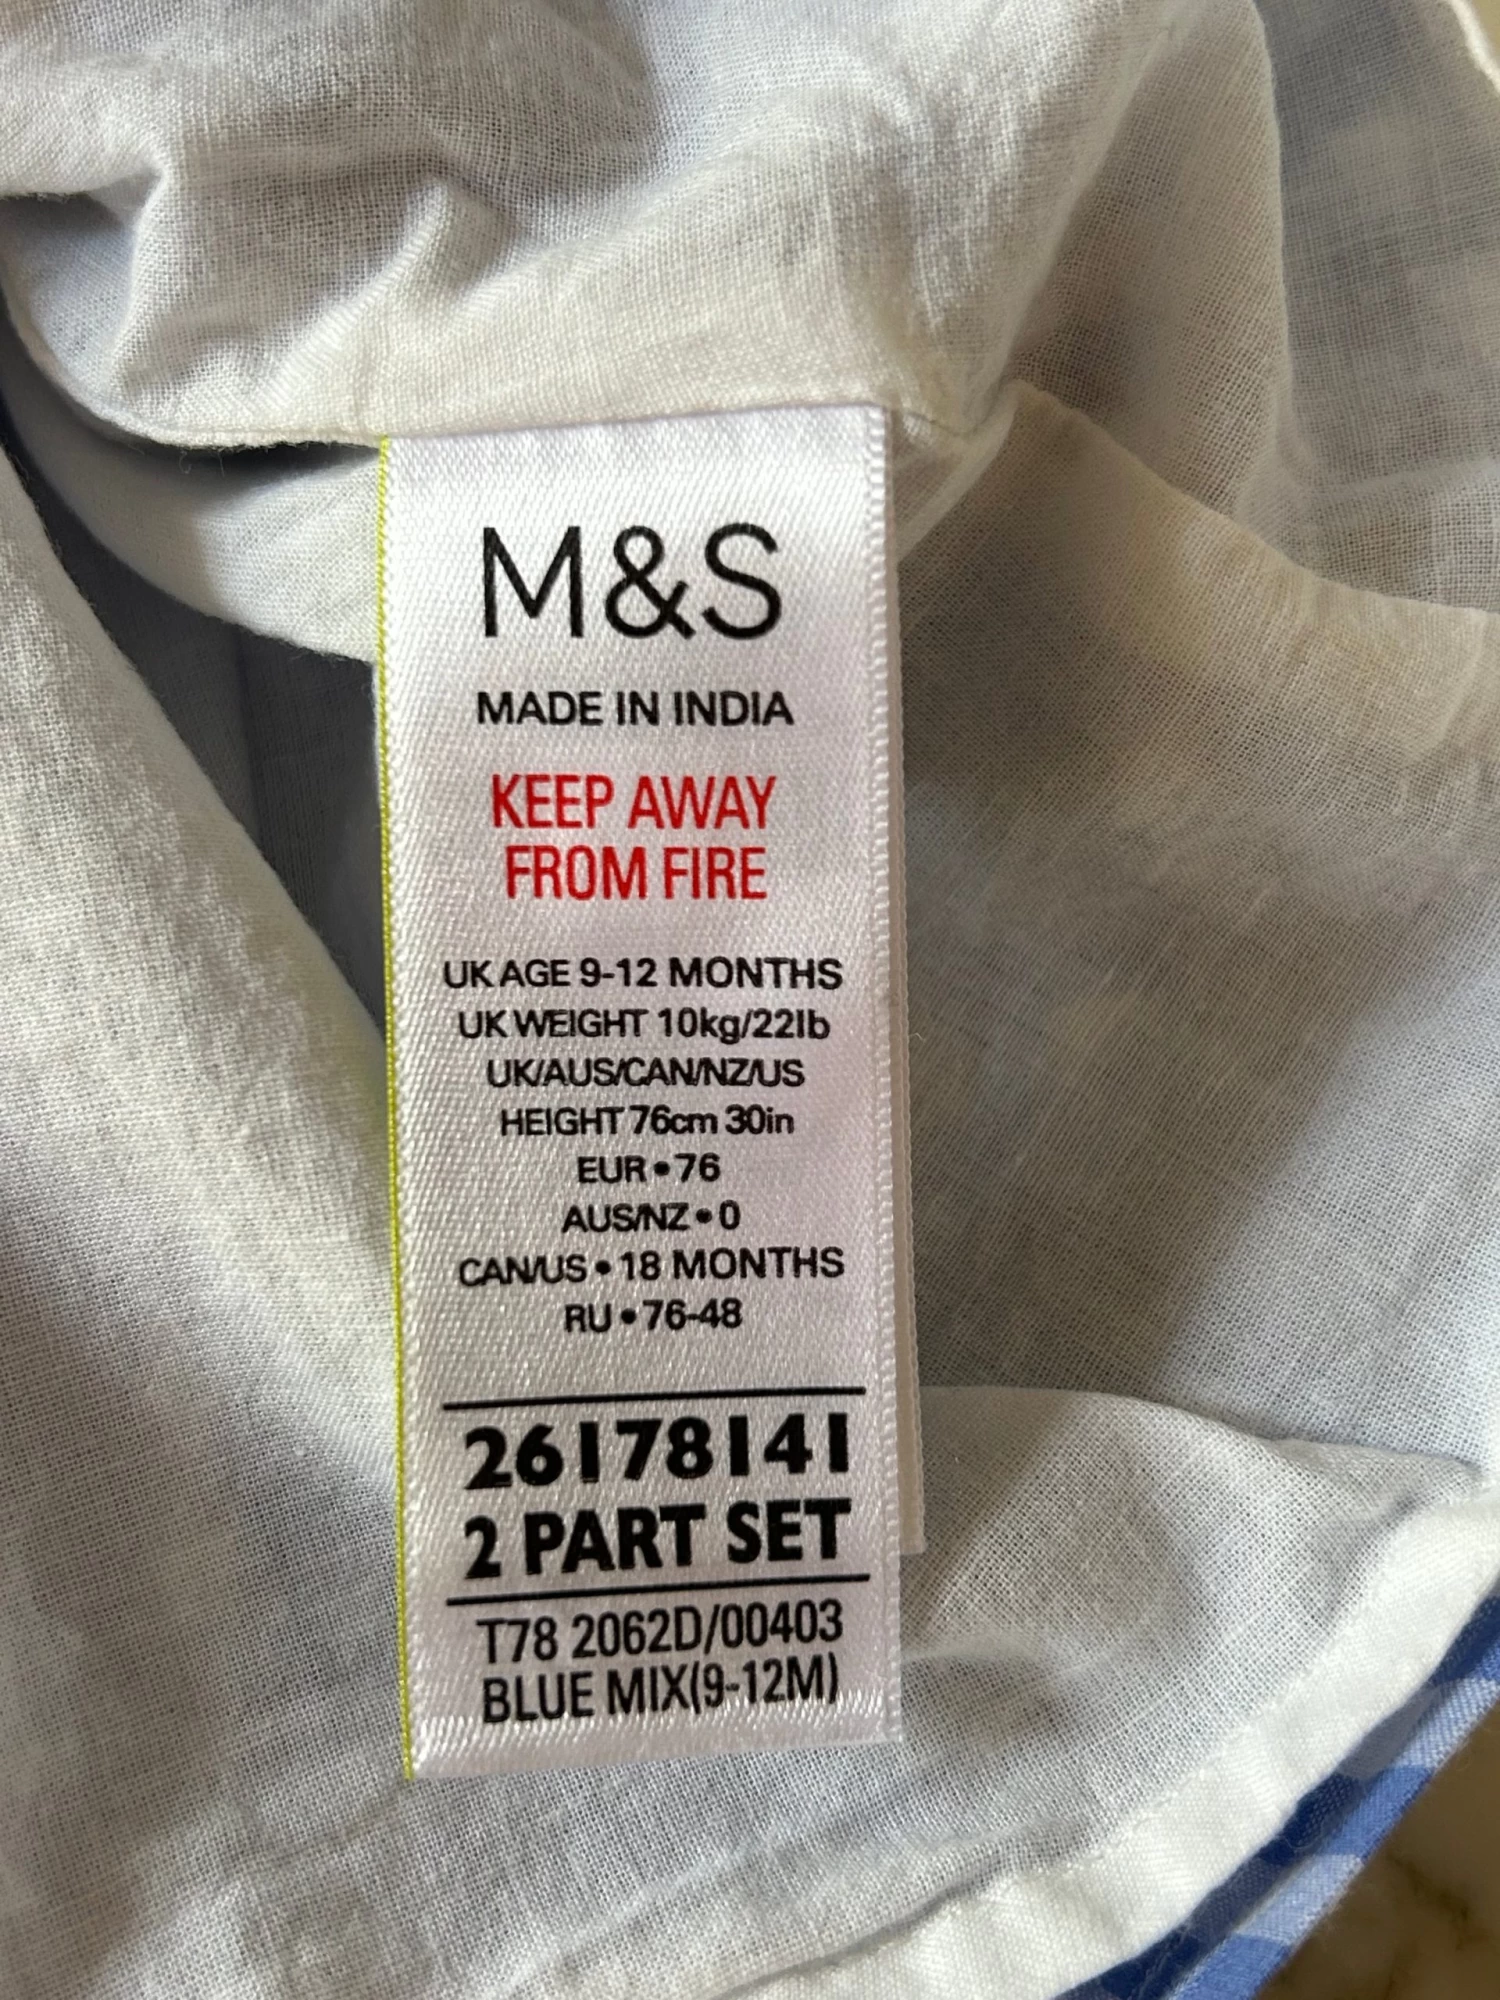 M&S
MADE IN INDIA
KEEP AWAY
FROM FIRE
UK AGE 9-12 MONTHS
UK WEIGHT 10kg/22lb
UK/AUS/CAN/NZ/US
HEIGHT 76cm 30in
EUR • 76
AUS/NZ • 0
CAN/US • 18 MONTHS
RU • 76-48
26178141
2 PART SET
T78 2062D/00403
BLUE MIX(9-12M)